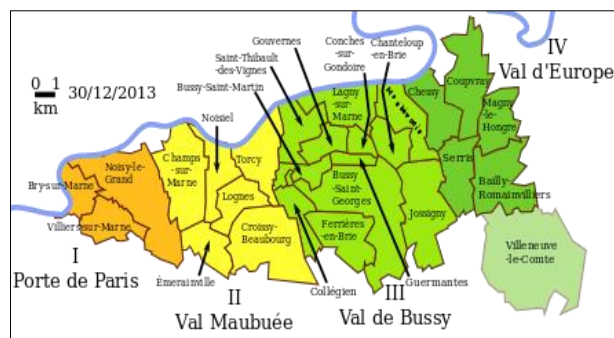 Gouvernes
Conches
-sur-
Gondoire
Chanteloup
-en-Brie
IV
Val d'Europe
Saint-Thibault
-des-Vignes
Bussy-Saint-Martin
0 1
km
30/12/2013
Noisiel
Lagny
-sur-
Marne
Chessy
Coupvray
Magny
-le-
Hongre
Champs
-sur-
Marne
Torcy
Noisy-le-
Grand
Bry-sur-Marne
Serris
Bailly-
Romainvilliers
Lognes
Bussy
-Saint-
Georges
Jossigny
Villiers-sur-Marne
Croissy-
Beaubourg
Ferrières
-en-Brie
Villeneuve
-le-Comte
I
Porte de Paris
Émerainville
Collégien
Guermantes
II
Val Maubuée
III
Val de Bussy